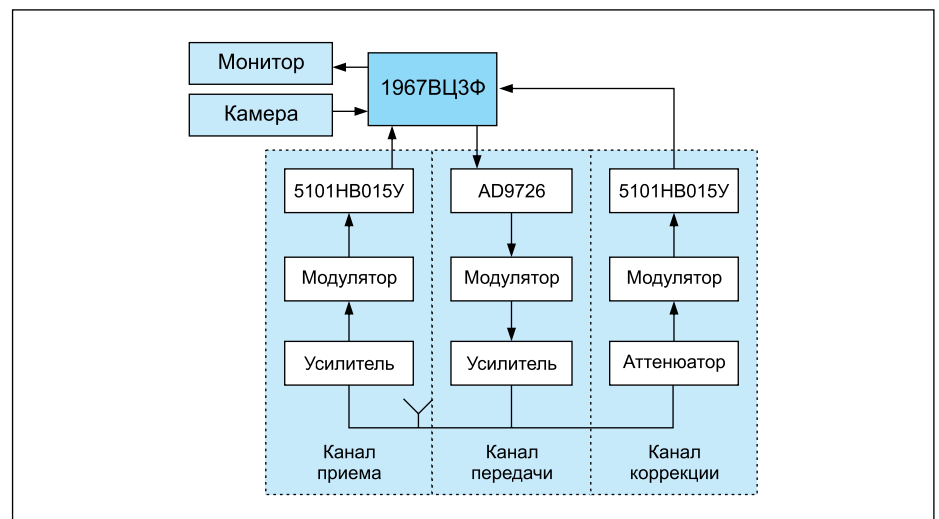 Монитор
Камера
1967ВЦ3Ф
5101НВ015У
AD9726
5101НВ015У
Модулятор
Модулятор
Модулятор
Усилитель
Усилитель
Аттенюатор
Канал
приема
Канал
передачи
Канал
коррекции